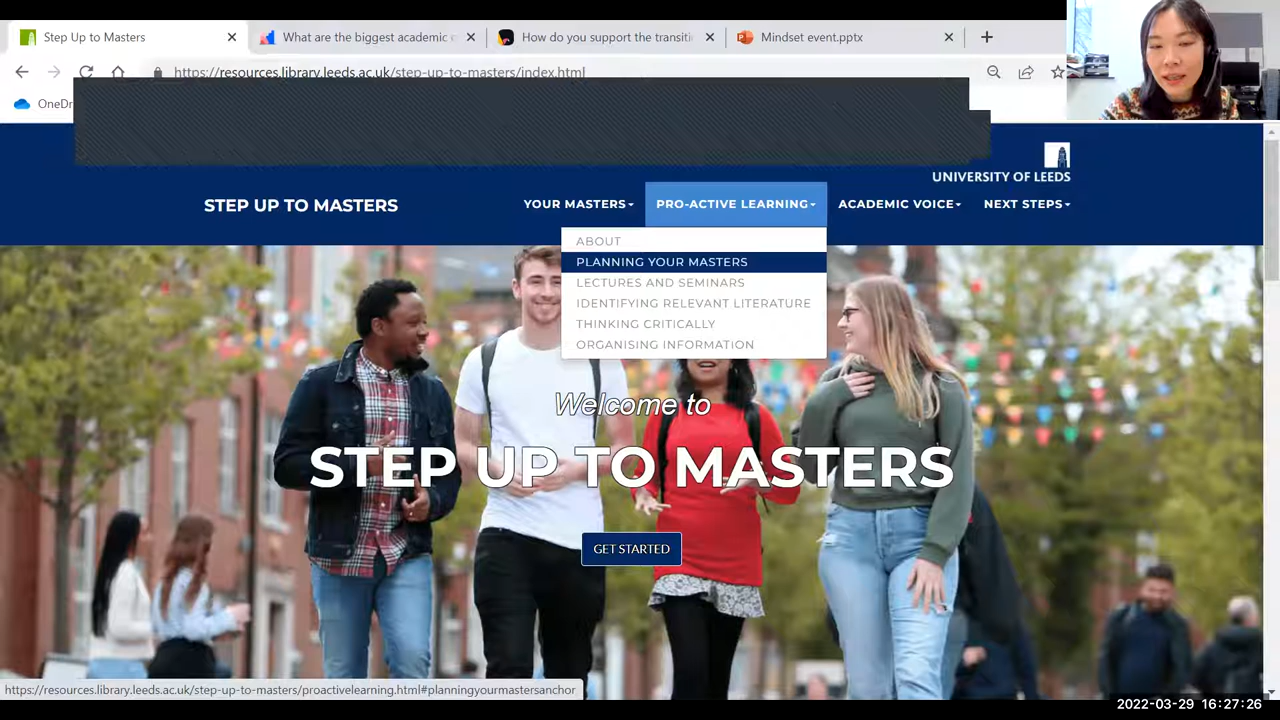 Step Up to Masters
What are the biggest academic
How do you support the transiti
Mindset event.pptx
https://resources.library.leeds.ac.uk/step-up-to-masters/index.html
OneDr
UNIVERSITY OF LEEDS
STEP UP TO MASTERS
YOUR MASTERS
PRO-ACTIVE LEARNING
ACADEMIC VOICE
NEXT STEPS
ABOUT
PLANNING YOUR MASTERS
LECTURES AND SEMINARS
IDENTIFYING RELEVANT LITERATURE
THINKING CRITICALLY
ORGANISING INFORMATION
Welcome to
STEP UP TO MASTERS
GET STARTED
https://resources.library.leeds.ac.uk/step-up-to-masters/proactivelearning.html#planningyourmastersanchor
2022-03-29 16:27:26